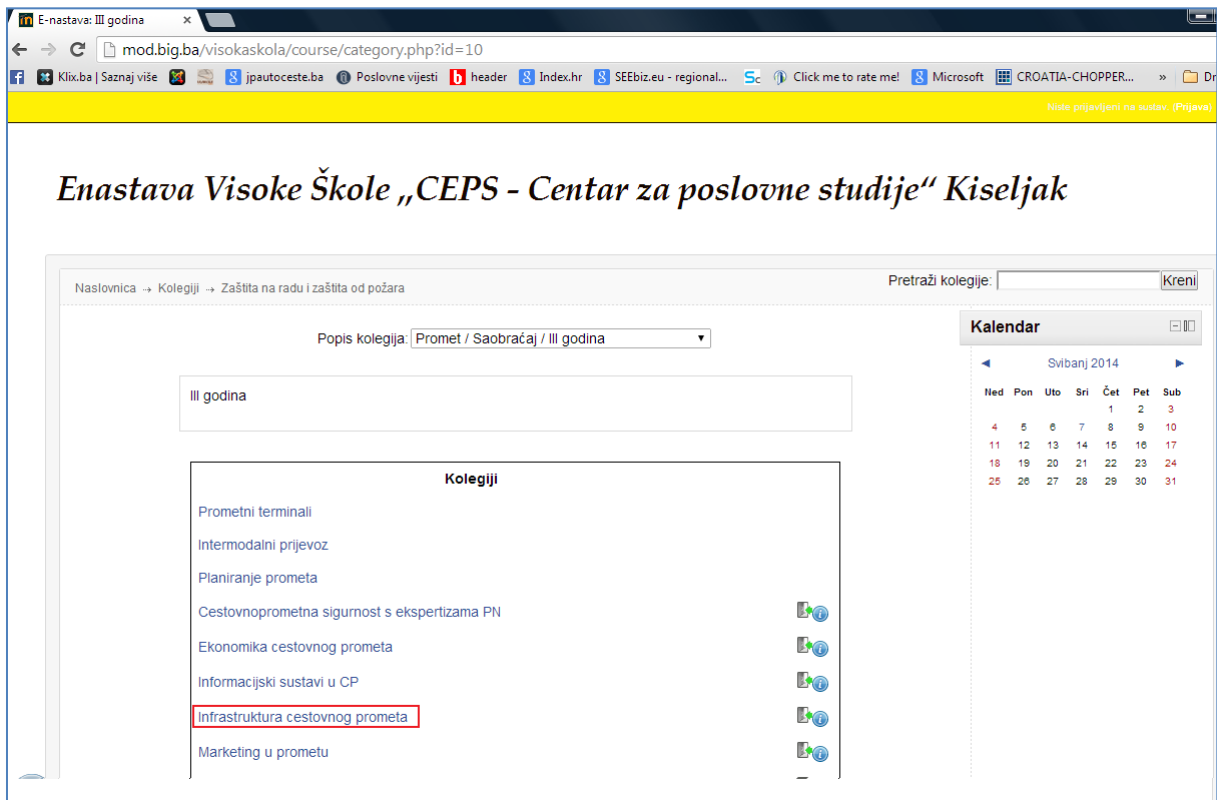 E-nastava: III godina ×
mod.big.ba/visokaskola/course/category.php?id=10
Klix.ba | Saznaj više jpautoceste.ba Poslovne vijesti header Index.hr SEEbiz.eu - regional... Click me to rate me! Microsoft CROATIA-CHOPPER... » Dr
Niste prijavljeni na sustav. (Prijava)
Enastava Visoke Škole „CEPS - Centar za poslovne studije“ Kiseljak
Naslovnica → Kolegiji → Zaštita na radu i zaštita od požara
Pretraži kolegije: Kreni
Popis kolegija: Promet / Saobraćaj / III godina
III godina
Kolegiji
Prometni terminali
Intermodalni prijevoz
Planiranje prometa
Cestovnoprometna sigurnost s ekspertizama PN
Ekonomika cestovnog prometa
Informacijski sustavi u CP
Infrastruktura cestovnog prometa
Marketing u prometu
Kalendar
◄ Svibanj 2014 ►
Ned Pon Uto Sri Čet Pet Sub
1 2 3
4 5 6 7 8 9 10
11 12 13 14 15 16 17
18 19 20 21 22 23 24
25 26 27 28 29 30 31